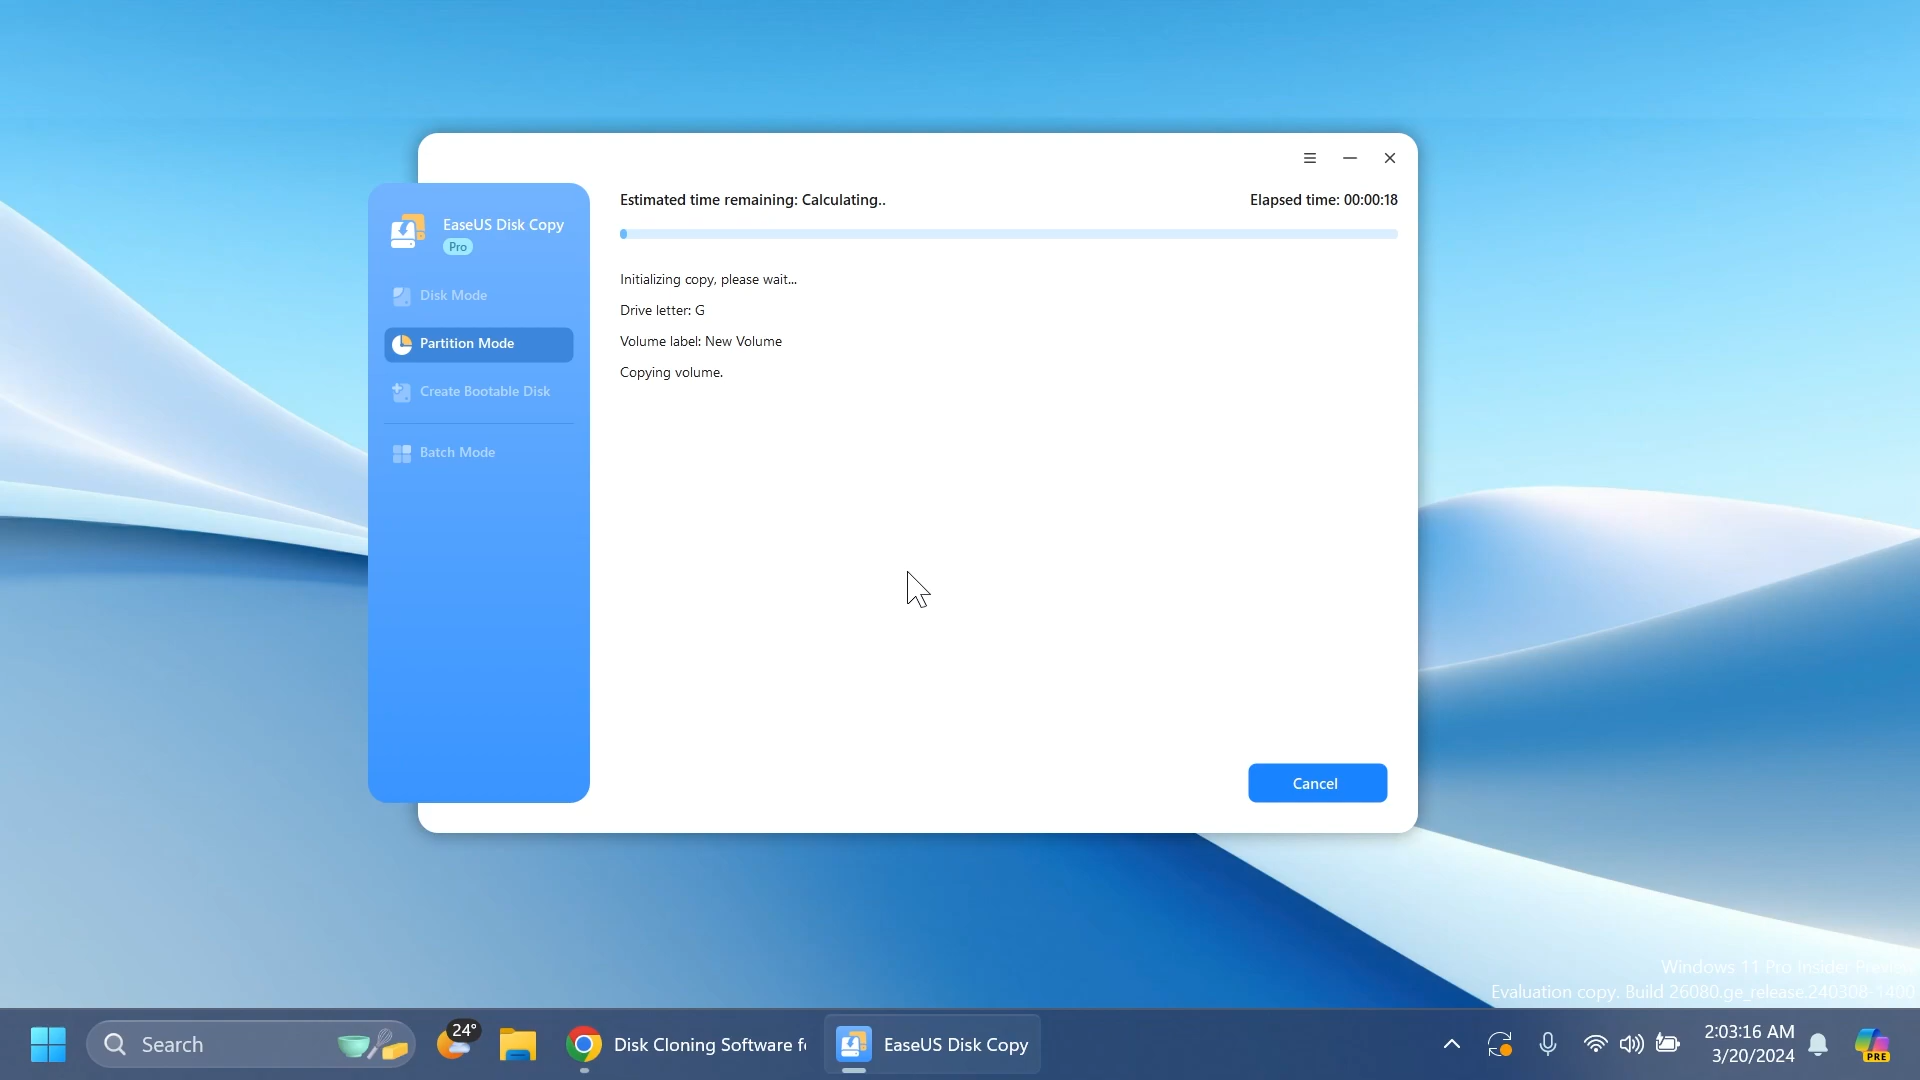 Estimated time remaining: Calculating..
Elapsed time: 00:00:18
EaseUS Disk Copy
Pro
Disk Mode
Partition Mode
Create Bootable Disk
Batch Mode
Initializing copy, please wait...
Drive letter: G
Volume label: New Volume
Copying volume.
Cancel
Windows 11 Pro Insider Preview
Evaluation copy. Build 26080.ge_release.240308-1400
Search
24°
Disk Cloning Software f
EaseUS Disk Copy
2:03:16 AM
3/20/2024
PRE